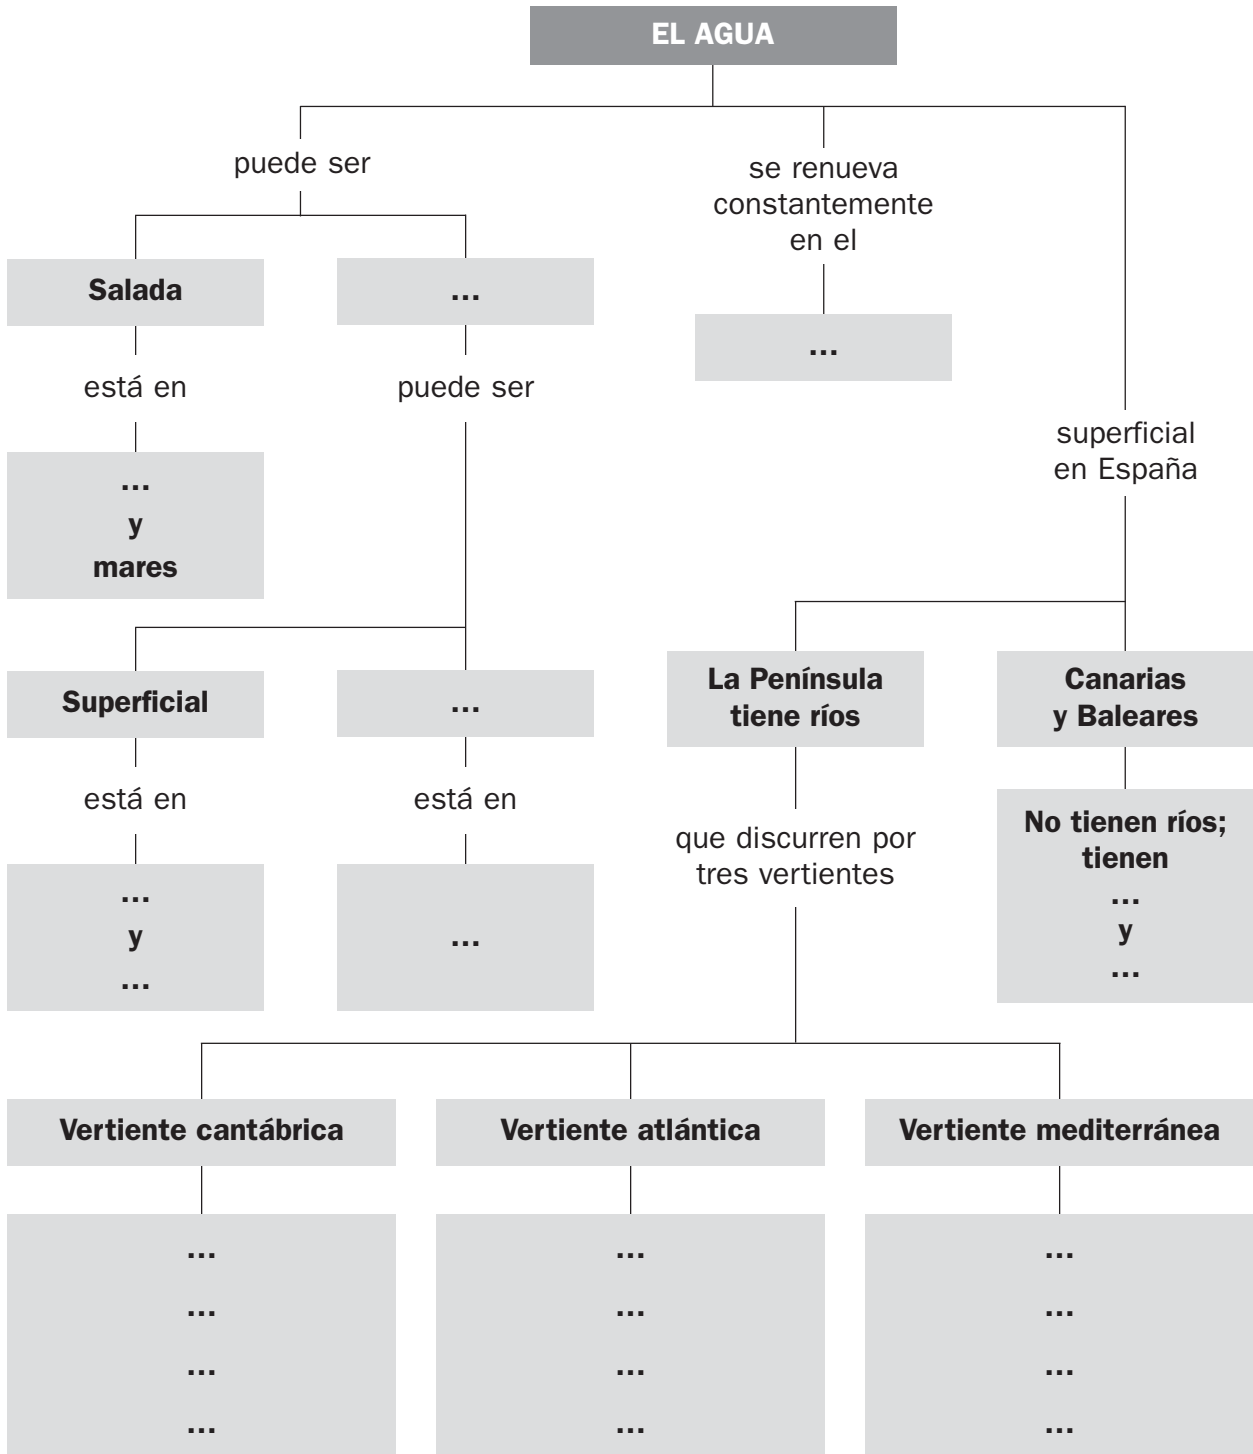 EL AGUA
puede ser
se renueva
constantemente
en el
Salada
...
...
está en
puede ser
superficial
en España
...
y
mares
Superficial
...
La Península
tiene ríos
Canarias
y Baleares
está en
está en
que discurren por
tres vertientes
No tienen ríos;
tienen
...
y
...
...
y
...
...
Vertiente cantábrica
Vertiente atlántica
Vertiente mediterránea
...
...
...
...
...
...
...
...
...
...
...
...